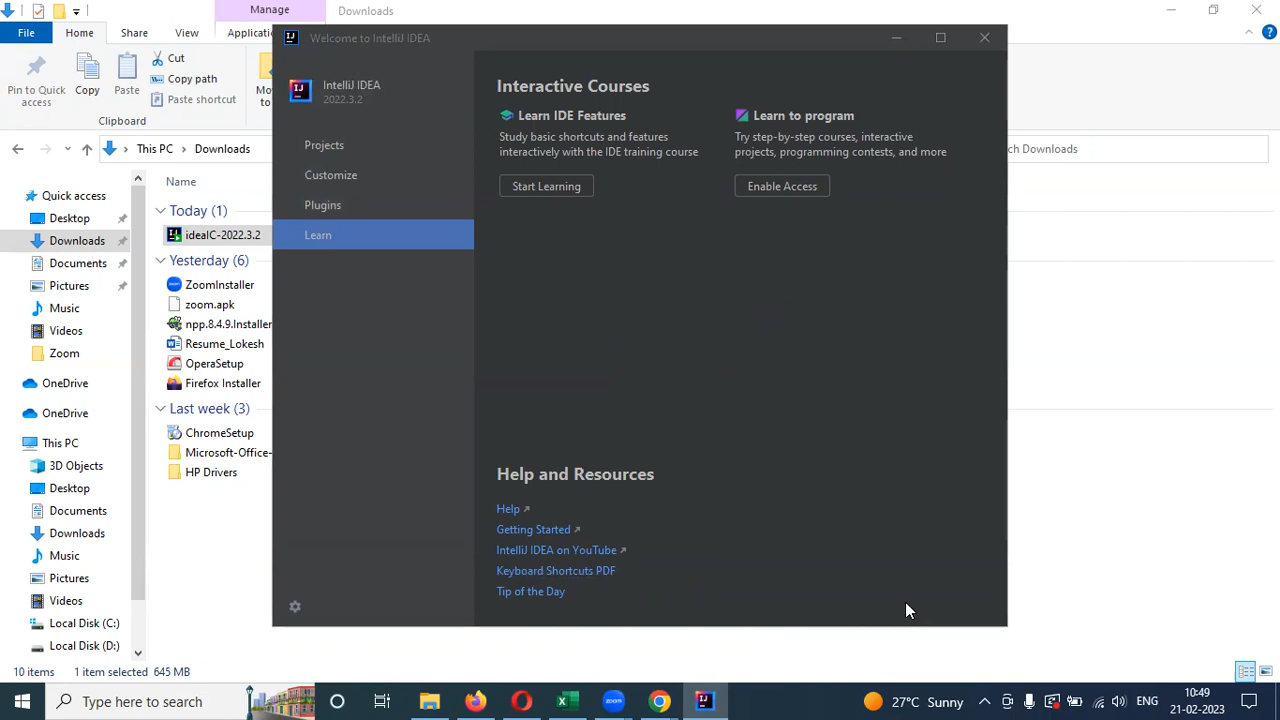 Manage
Downloads
File
Home
Share
View
Applicati
Pin to Quick access
Copy
Paste
Cut
Copy path
Paste shortcut
Mov
to
Clipboard
This PC
Downloads
ch Downloads
Welcome to IntelliJ IDEA
IntelliJ IDEA
2022.3.2
Projects
Customize
Plugins
Learn
Interactive Courses
Learn IDE Features
Study basic shortcuts and features
interactively with the IDE training course
Start Learning
Learn to program
Try step-by-step courses, interactive
projects, programming contests, and more
Enable Access
Help and Resources
Help
Getting Started
IntelliJ IDEA on YouTube
Keyboard Shortcuts PDF
Tip of the Day
Quick access
Desktop
Downloads
Documents
Pictures
Music
Videos
Zoom
OneDrive
OneDrive
This PC
3D Objects
Desktop
Documents
Downloads
Music
Pictures
Videos
Local Disk (C:)
Local Disk (D:)
Name
Today (1)
ideaIC-2022.3.2
Yesterday (6)
ZoomInstaller
zoom.apk
npp.8.4.9.Installer
Resume_Lokesh
OperaSetup
Firefox Installer
Last week (3)
ChromeSetup
Microsoft-Office-
HP Drivers
10 items
1 item selected 645 MB
Type here to search
zoom
27°C Sunny
ENG
10:49
21-02-2023